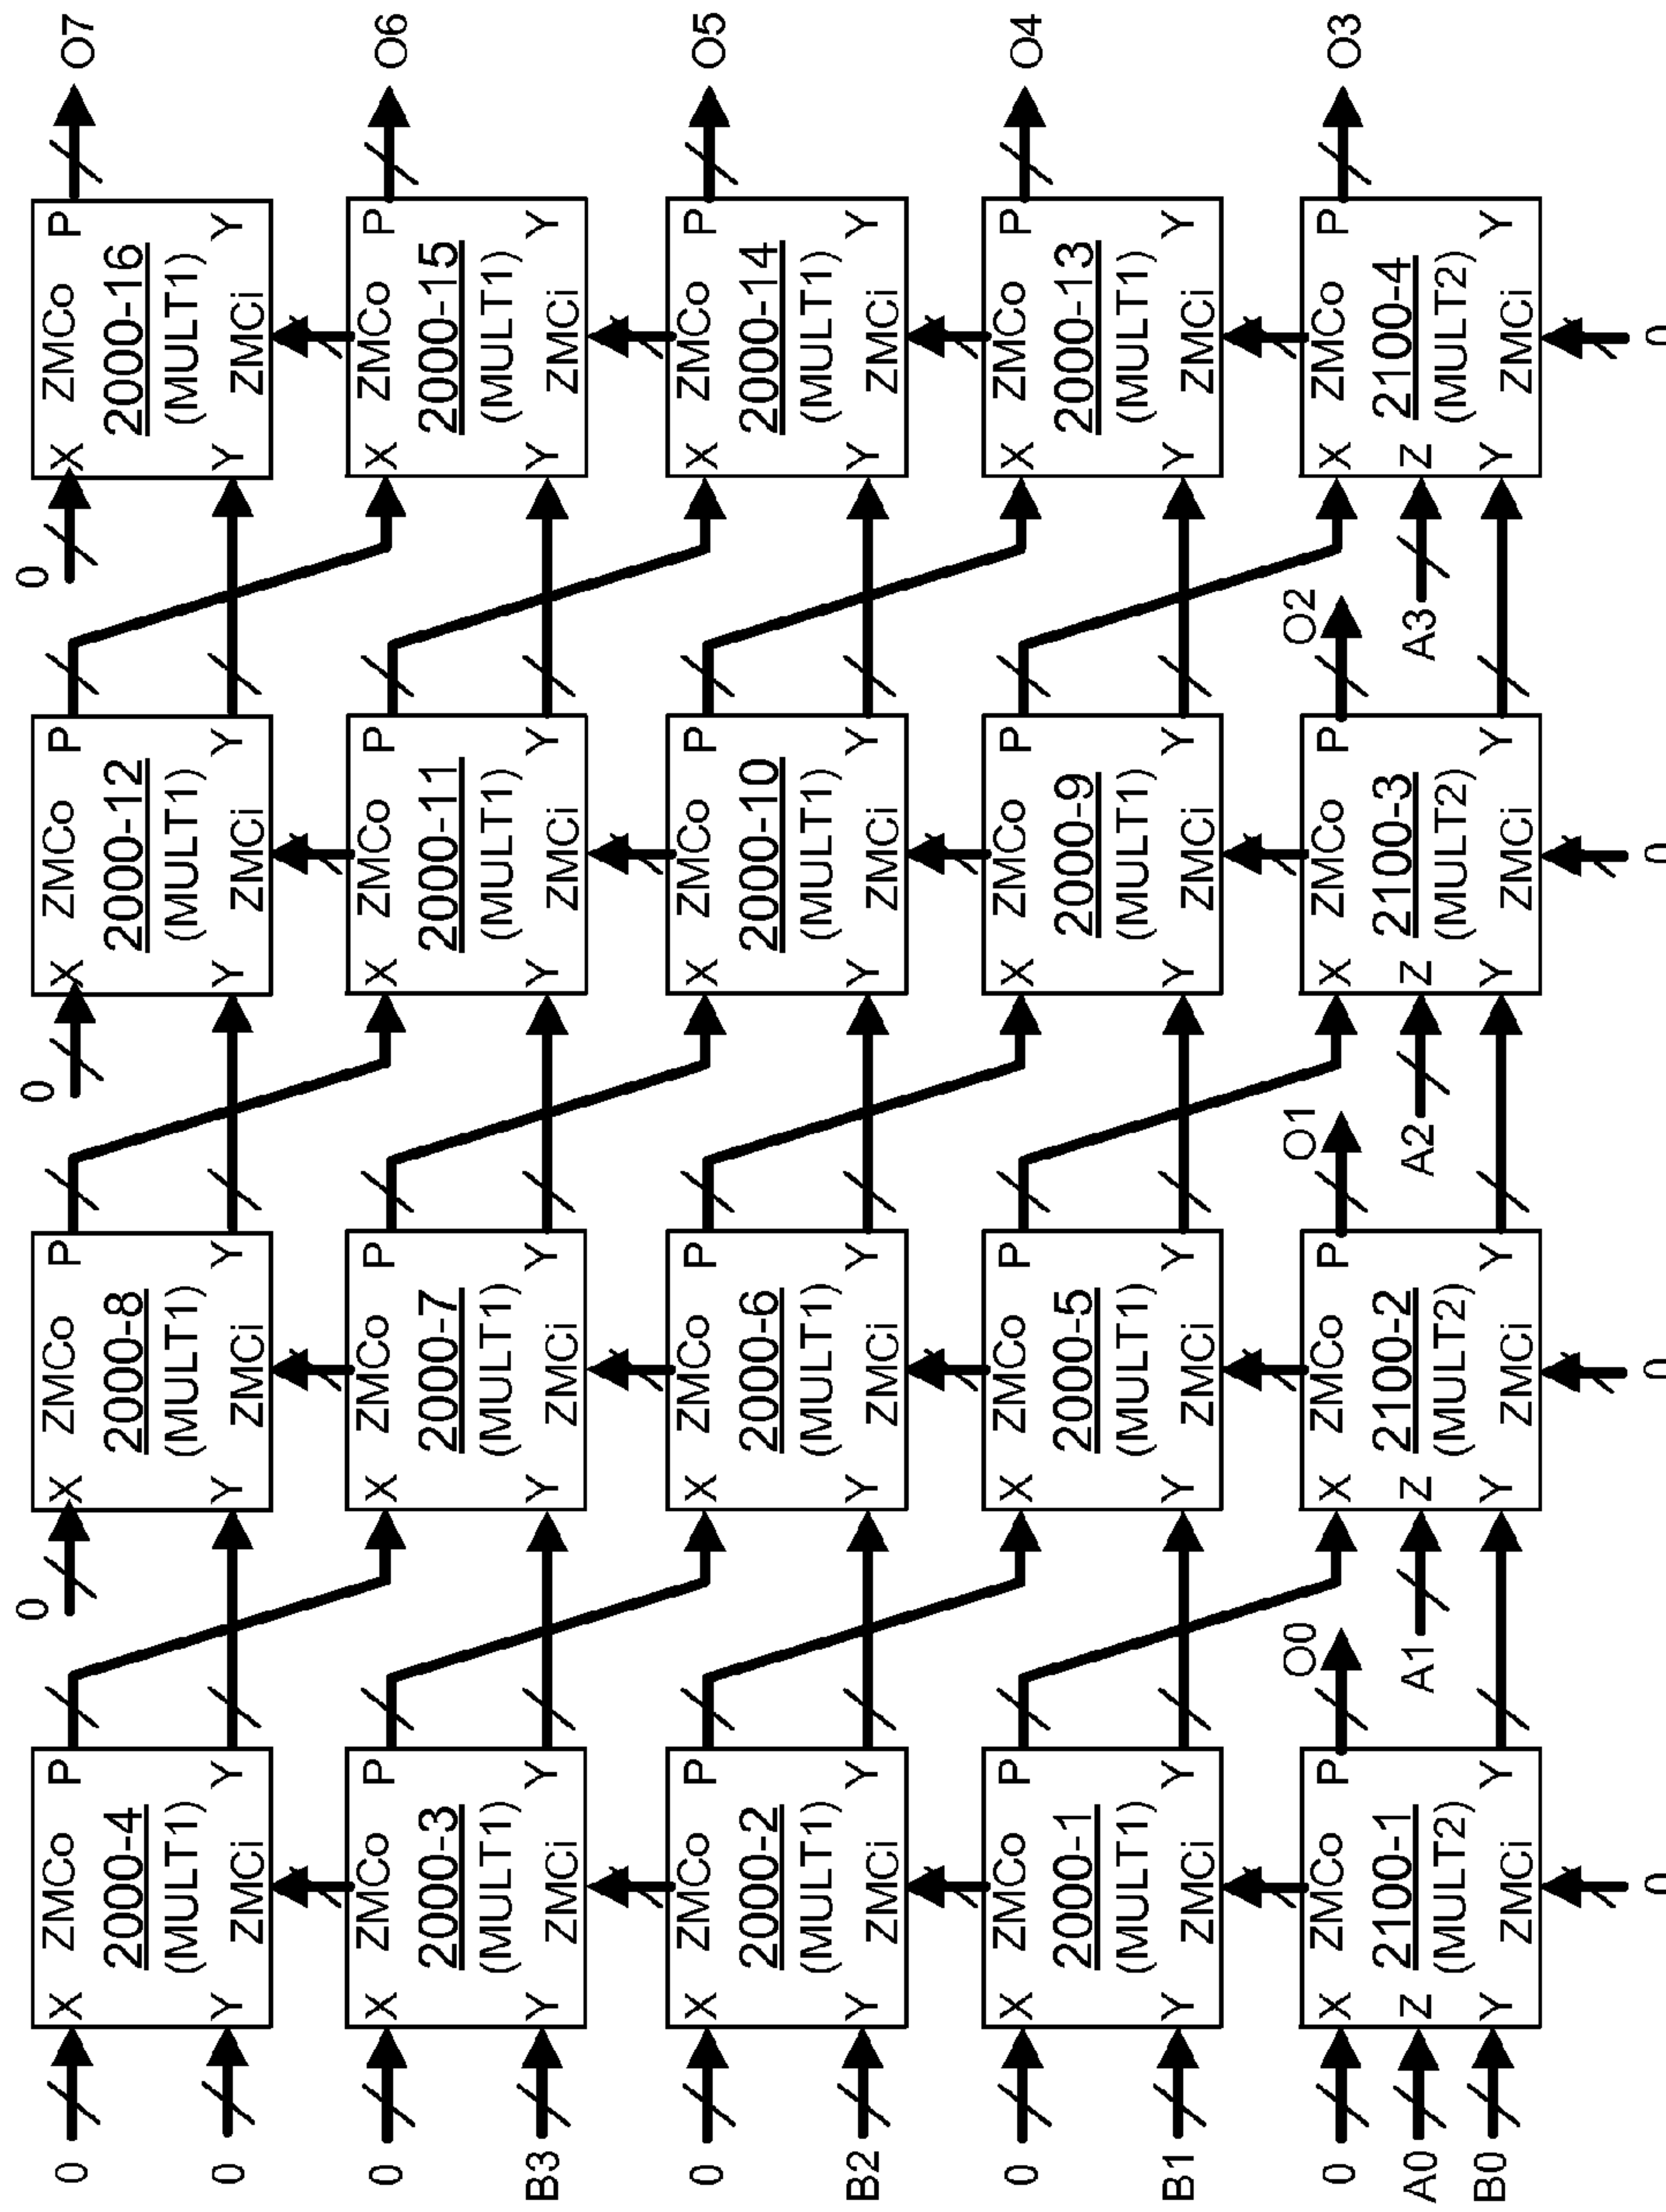 0
X ZMCo P
2000-4
(MULT1)
0
Y ZMCi Y
0
X ZMCo P
2000-8
(MULT1)
Y ZMCi Y
0
X ZMCo P
2000-12
(MULT1)
Y ZMCi Y
0
X ZMCo P
2000-16
(MULT1)
Y ZMCi Y
O7
0
X ZMCo P
2000-3
(MULT1)
B3
Y ZMCi Y
X ZMCo P
2000-7
(MULT1)
Y ZMCi Y
X ZMCo P
2000-11
(MULT1)
Y ZMCi Y
X ZMCo P
2000-15
(MULT1)
Y ZMCi Y
O6
0
X ZMCo P
2000-2
(MULT1)
B2
Y ZMCi Y
X ZMCo P
2000-6
(MULT1)
Y ZMCi Y
X ZMCo P
2000-10
(MULT1)
Y ZMCi Y
X ZMCo P
2000-14
(MULT1)
Y ZMCi Y
O5
0
X ZMCo P
2000-1
(MULT1)
B1
Y ZMCi Y
X ZMCo P
2000-5
(MULT1)
Y ZMCi Y
X ZMCo P
2000-9
(MULT1)
Y ZMCi Y
X ZMCo P
2000-13
(MULT1)
Y ZMCi Y
O4
0
A0
B0
X ZMCo P
Z 2100-1
(MULT2)
Y ZMCi Y
0
O0
A1
X ZMCo P
Z 2100-2
(MULT2)
Y ZMCi Y
0
O1
A2
X ZMCo P
Z 2100-3
(MULT2)
Y ZMCi Y
0
O2
A3
X ZMCo P
Z 2100-4
(MULT2)
Y ZMCi Y
0
O3